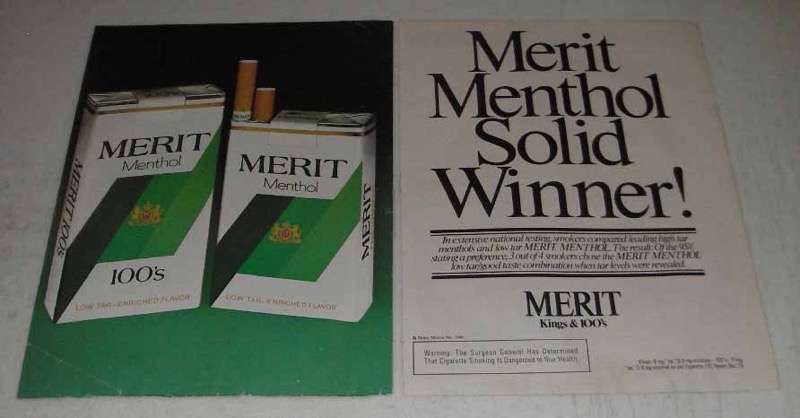 MERIT
Menthol
100's
LOW TAR-ENRICHED FLAVOR
MERIT 100's
MERIT
Menthol
LOW TAR-ENRICHED FLAVOR
MERIT
Merit
Menthol
Solid
Winner!
In extensive national testing, smokers compared leading high tar
menthols and low tar MERIT MENTHOL. The result: Of the 95%
stating a preference, 3 out of 4 smokers chose the MERIT MENTHOL
low tar/good taste combination when tar levels were revealed.
MERIT
Kings & 100's
Warning: The Surgeon General Has Determined
That Cigarette Smoking Is Dangerous to Your Health.